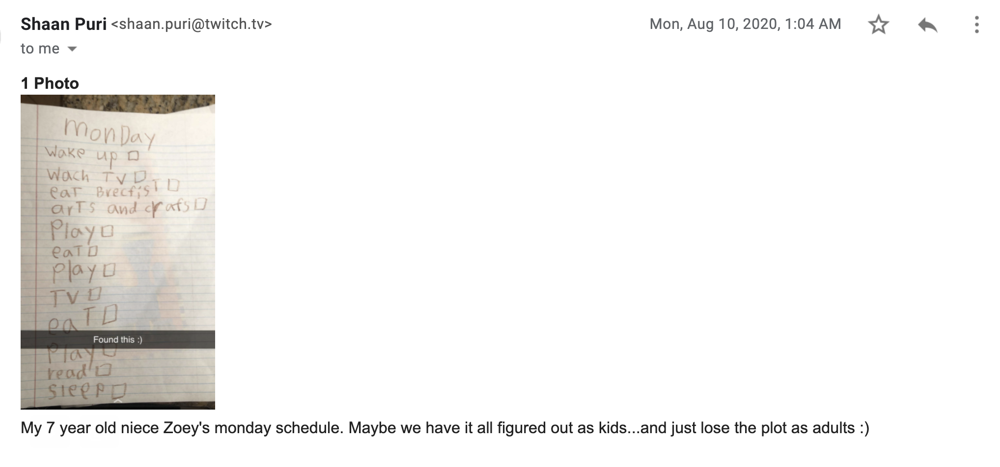 Shaan Puri <shaan.puri@twitch.tv>
Mon, Aug 10, 2020, 1:04 AM
to me
1 Photo
monDay
wake up
wach TV
eaT BrecfisT
arTs and crafs
Play
eaT
Play
TV
eaT
Found this :)
Play
read
sleep
My 7 year old niece Zoey's monday schedule. Maybe we have it all figured out as kids...and just lose the plot as adults :)